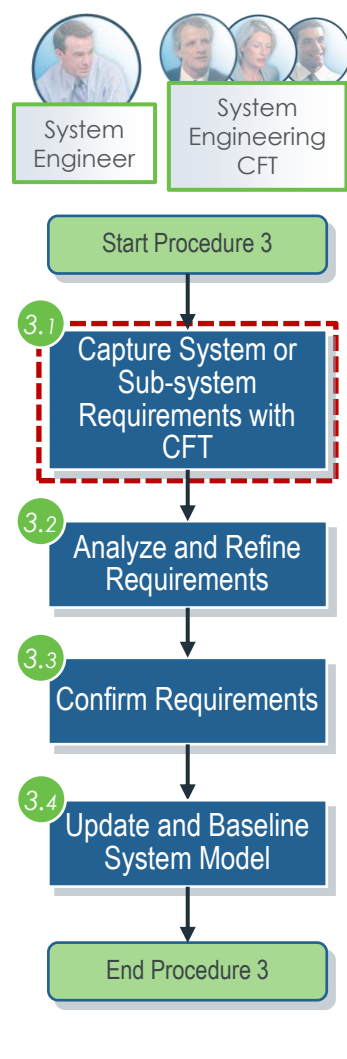 System
Engineer
System
Engineering
CFT
Start Procedure 3
3.1
Capture System or
Sub-system
Requirements with
CFT
3.2
Analyze and Refine
Requirements
3.3
Confirm Requirements
3.4
Update and Baseline
System Model
End Procedure 3